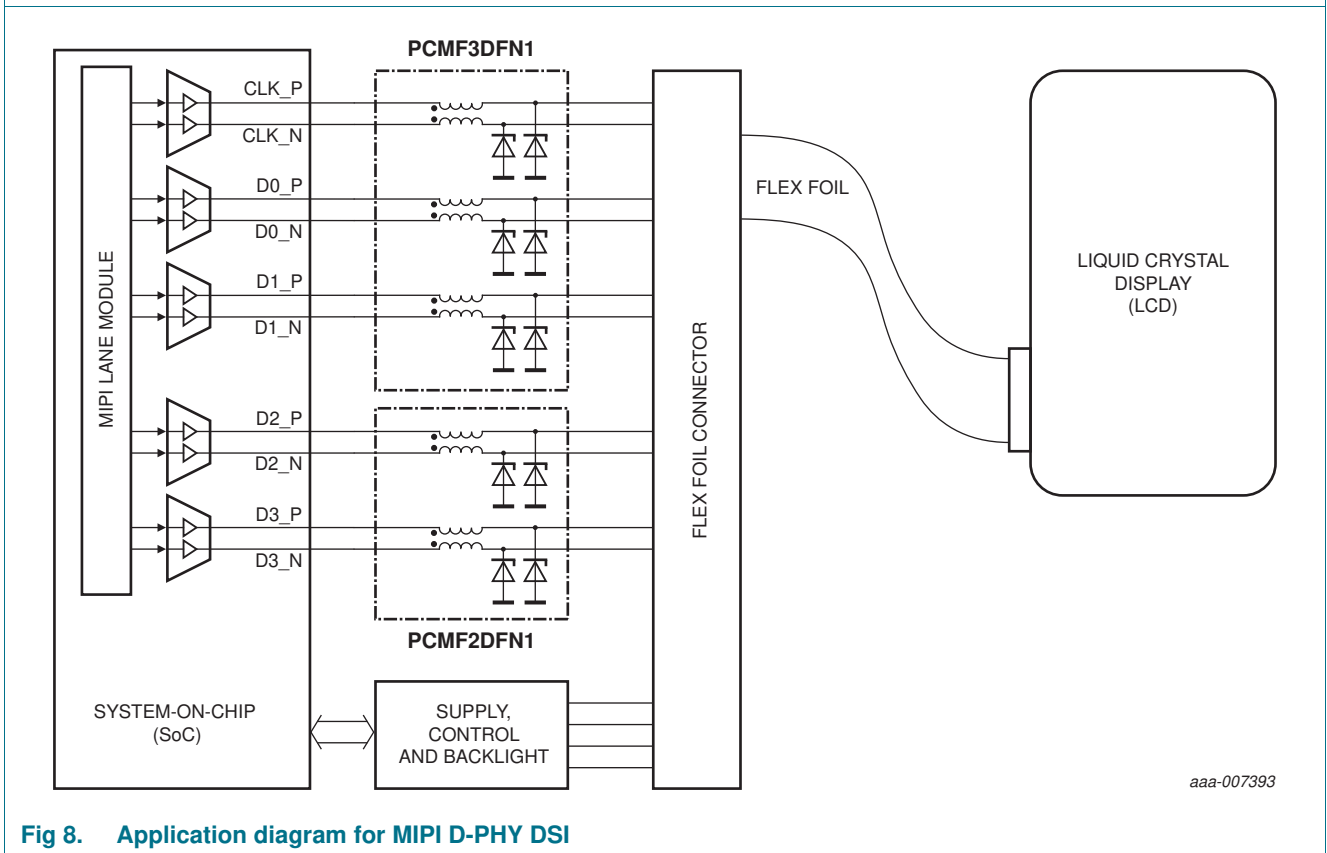 PCMF3DFN1
CLK_P
CLK_N
D0_P
D0_N
D1_P
D1_N
D2_P
D2_N
D3_P
D3_N
MIPI LANE MODULE
SYSTEM-ON-CHIP
(SoC)
PCMF2DFN1
SUPPLY,
CONTROL
AND BACKLIGHT
FLEX FOIL CONNECTOR
FLEX FOIL
LIQUID CRYSTAL
DISPLAY
(LCD)
aaa-007393
Fig 8. Application diagram for MIPI D-PHY DSI